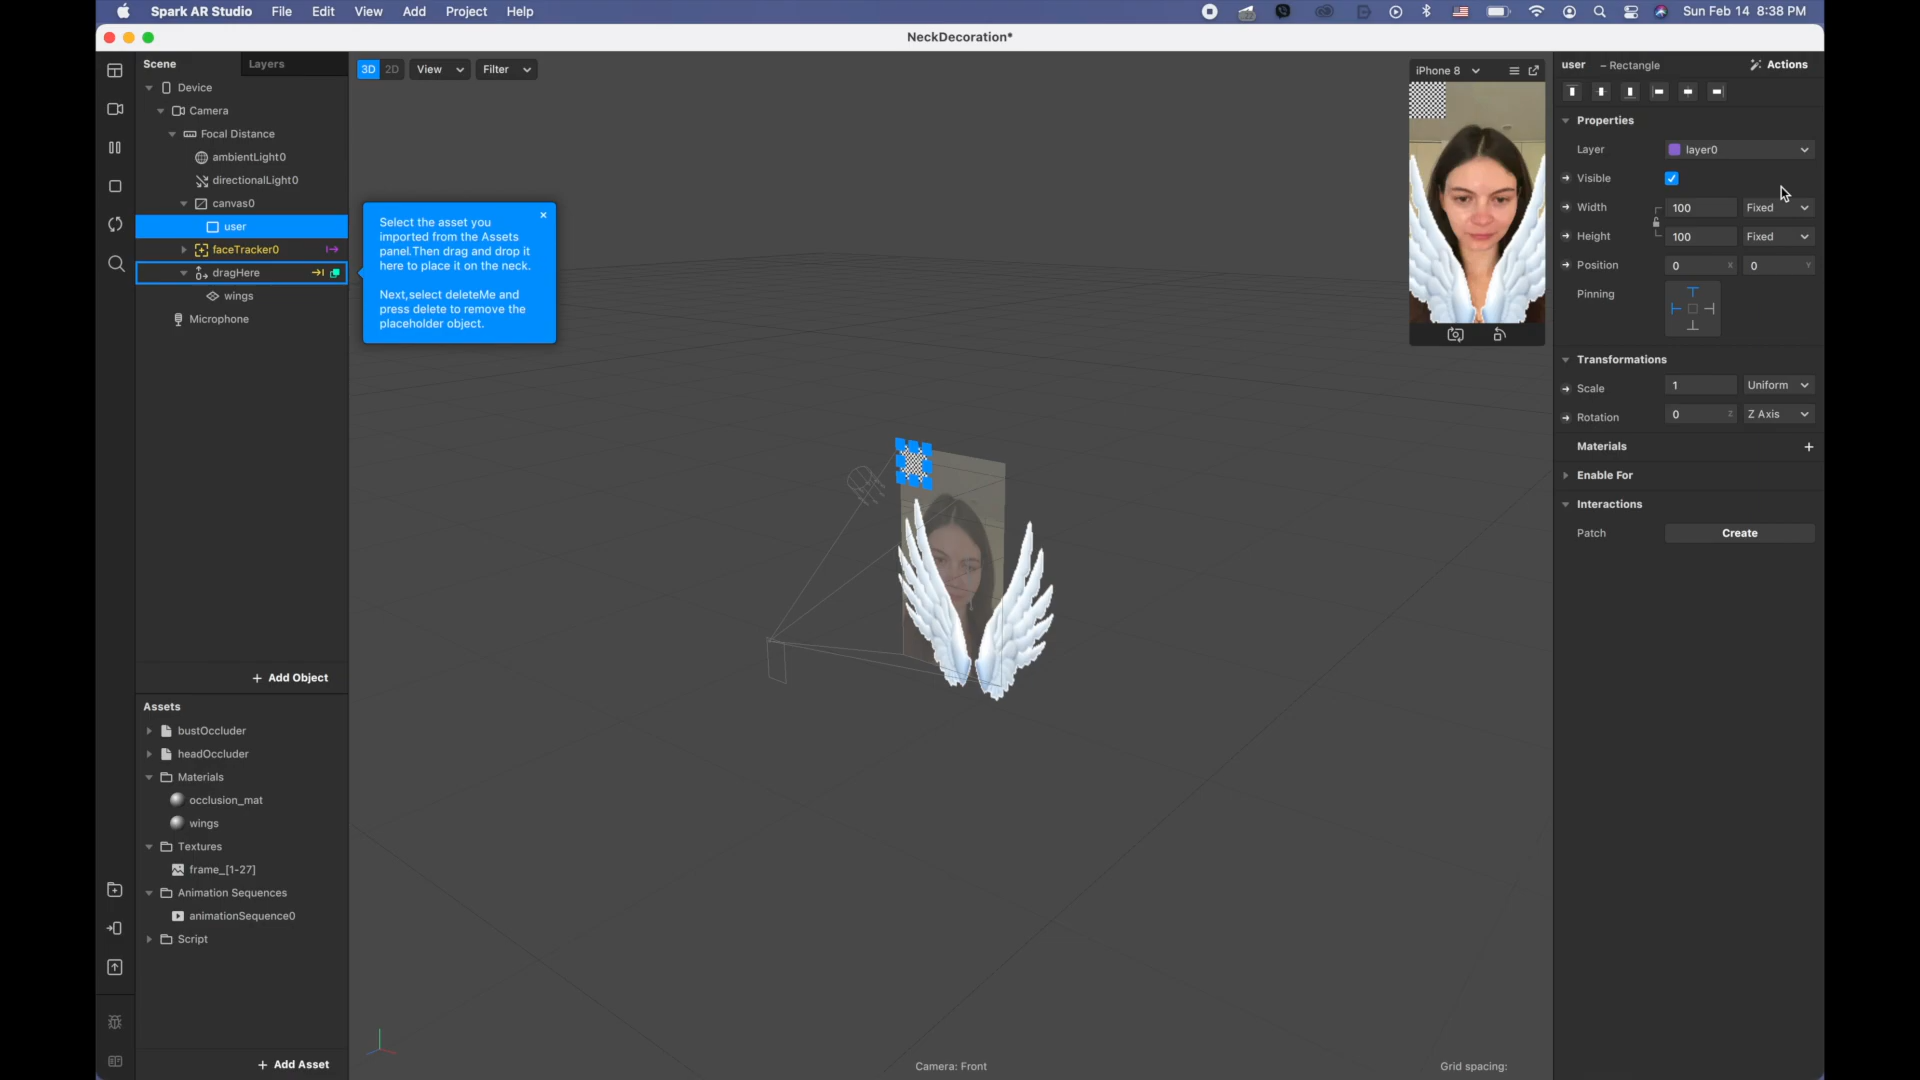 Spark AR Studio File Edit View Add Project Help
Sun Feb 14 8:38 PM
NeckDecoration*
Scene
Layers
Device
Camera
Focal Distance
ambientLight0
directionalLight0
canvas0
user
faceTracker0
dragHere
wings
Microphone
+ Add Object
Assets
bustOccluder
headOccluder
Materials
occlusion_mat
wings
Textures
frame_[1-27]
Animation Sequences
animationSequence0
Script
+ Add Asset
3D 2D View Filter
Select the asset you
imported from the Assets
panel.Then drag and drop it
here to place it on the neck.
Next,select deleteMe and
press delete to remove the
placeholder object.
Camera: Front
Grid spacing:
iPhone 8
user – Rectangle Actions
Properties
Layer layer0
Visible
Width 100 Fixed
Height 100 Fixed
Position 0 X 0 Y
Pinning
Transformations
Scale 1 Uniform
Rotation 0 Z Z Axis
Materials +
Enable For
Interactions
Patch Create